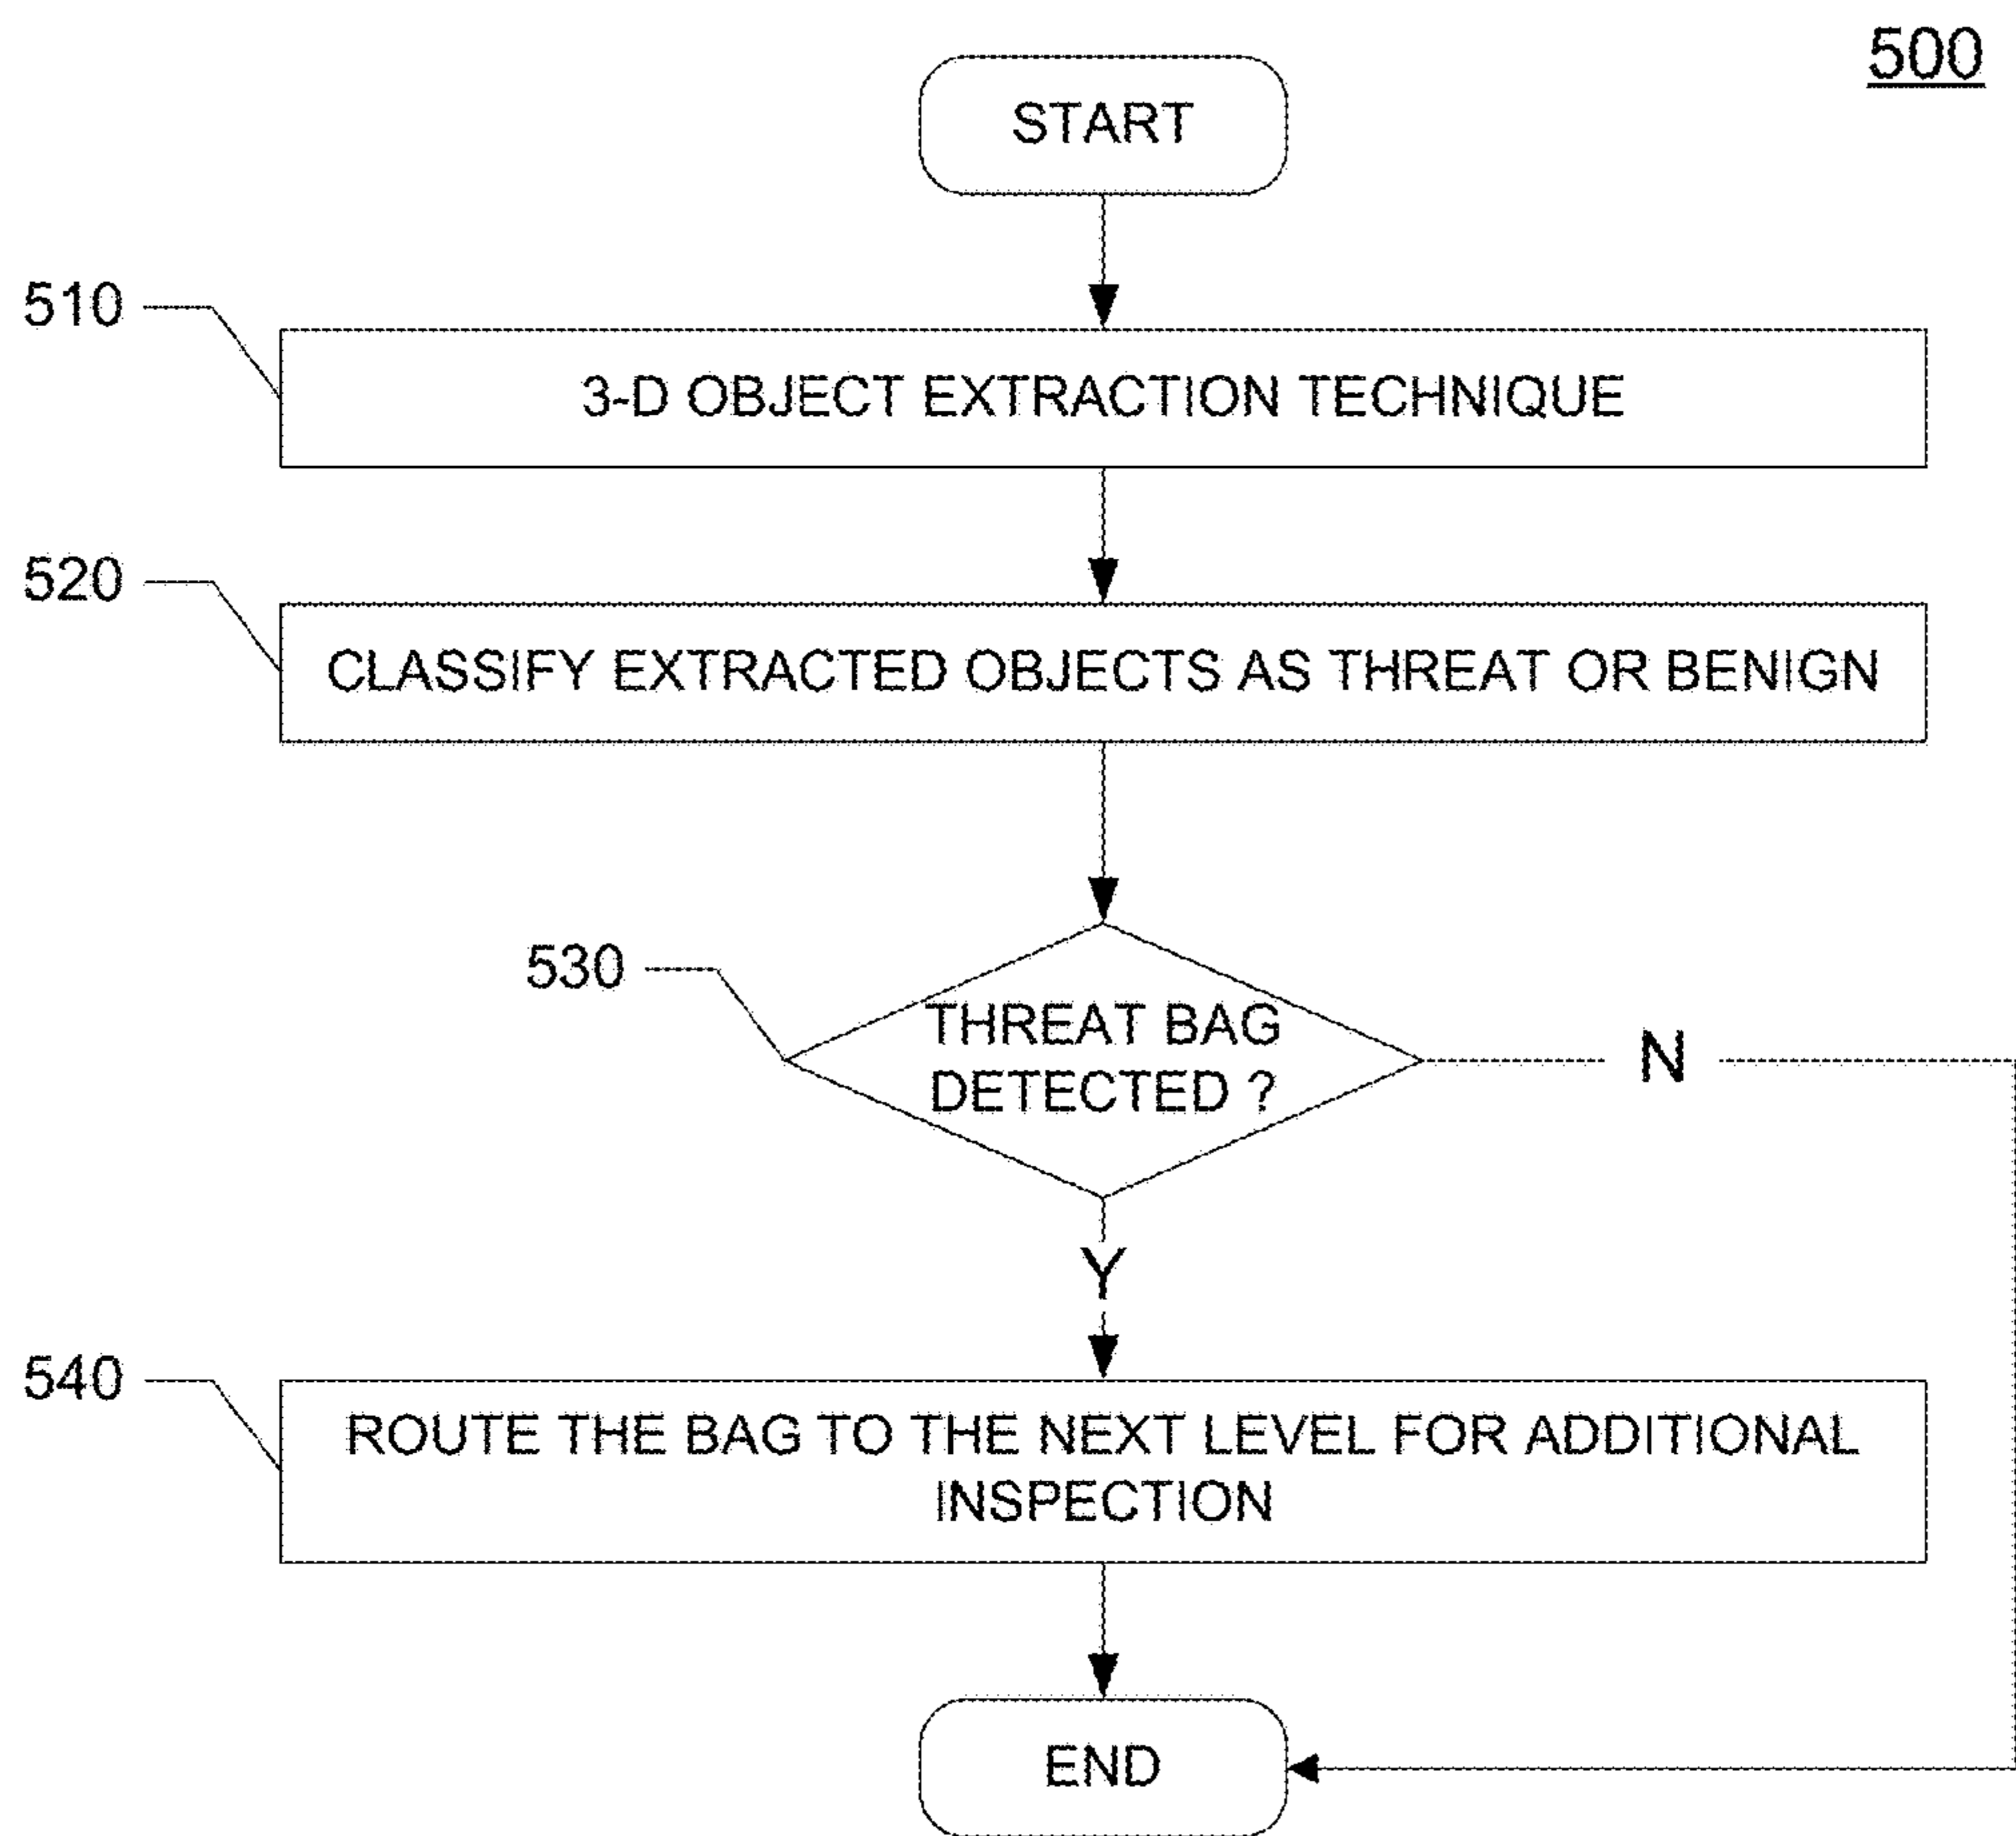 500
START
510
3-D OBJECT EXTRACTION TECHNIQUE
520
CLASSIFY EXTRACTED OBJECTS AS THREAT OR BENIGN
530
THREAT BAG
DETECTED ?
N
Y
540
ROUTE THE BAG TO THE NEXT LEVEL FOR ADDITIONAL
INSPECTION
END